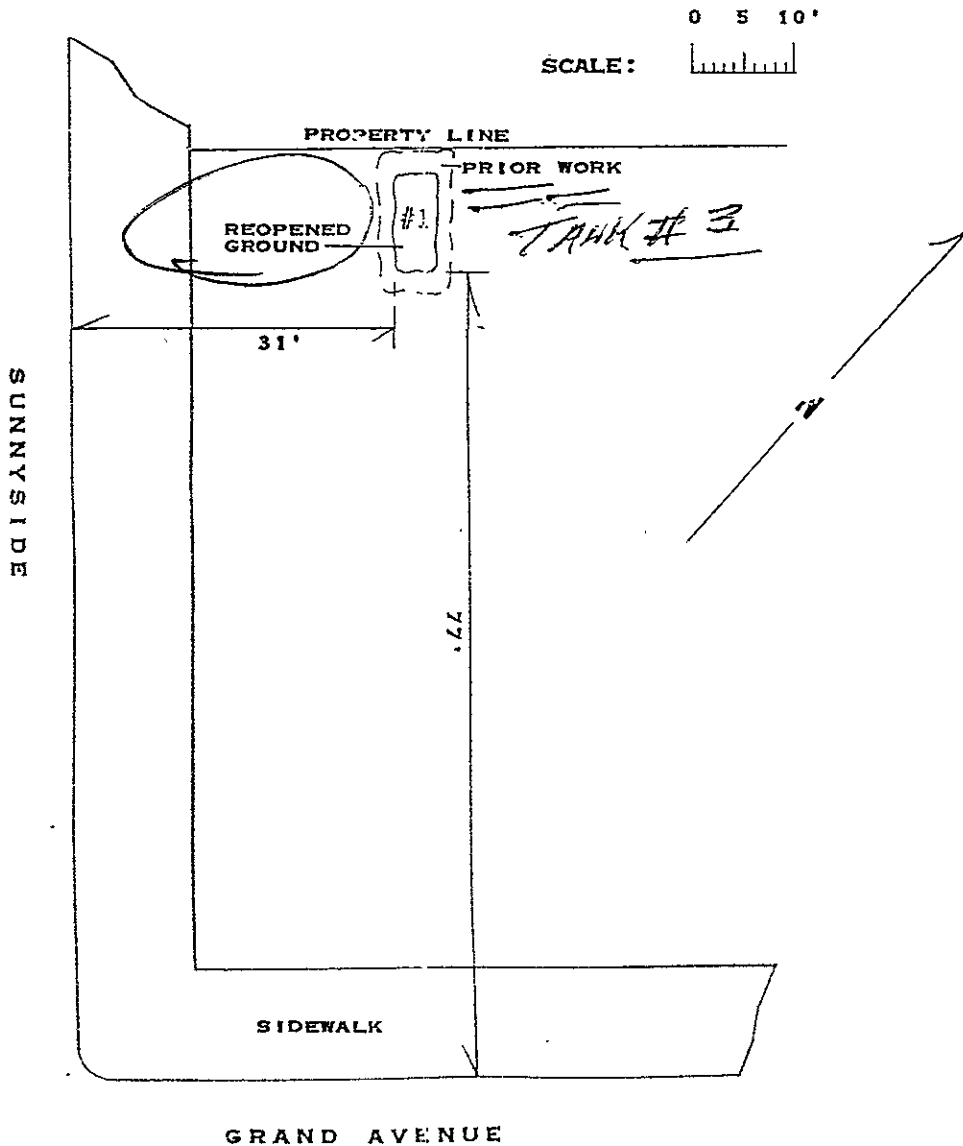 0 5 10'
SCALE:
PROPERTY LINE
PRIOR WORK
#1
REOPENED
GROUND
TANK # 3
31'
N
SUNNYSIDE
77'
SIDEWALK
GRAND AVENUE